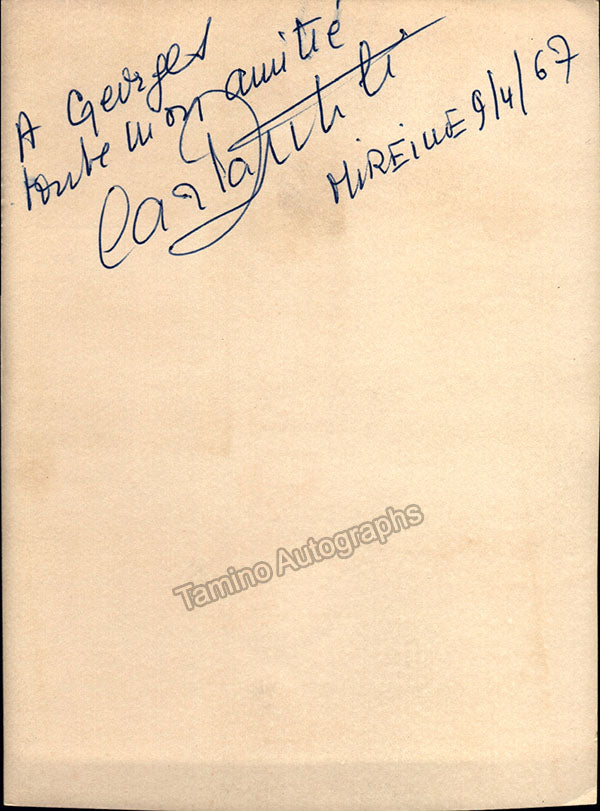 A Georges
toute mon amitié
MiREiLLE 9/4/67
Tamino Autographs